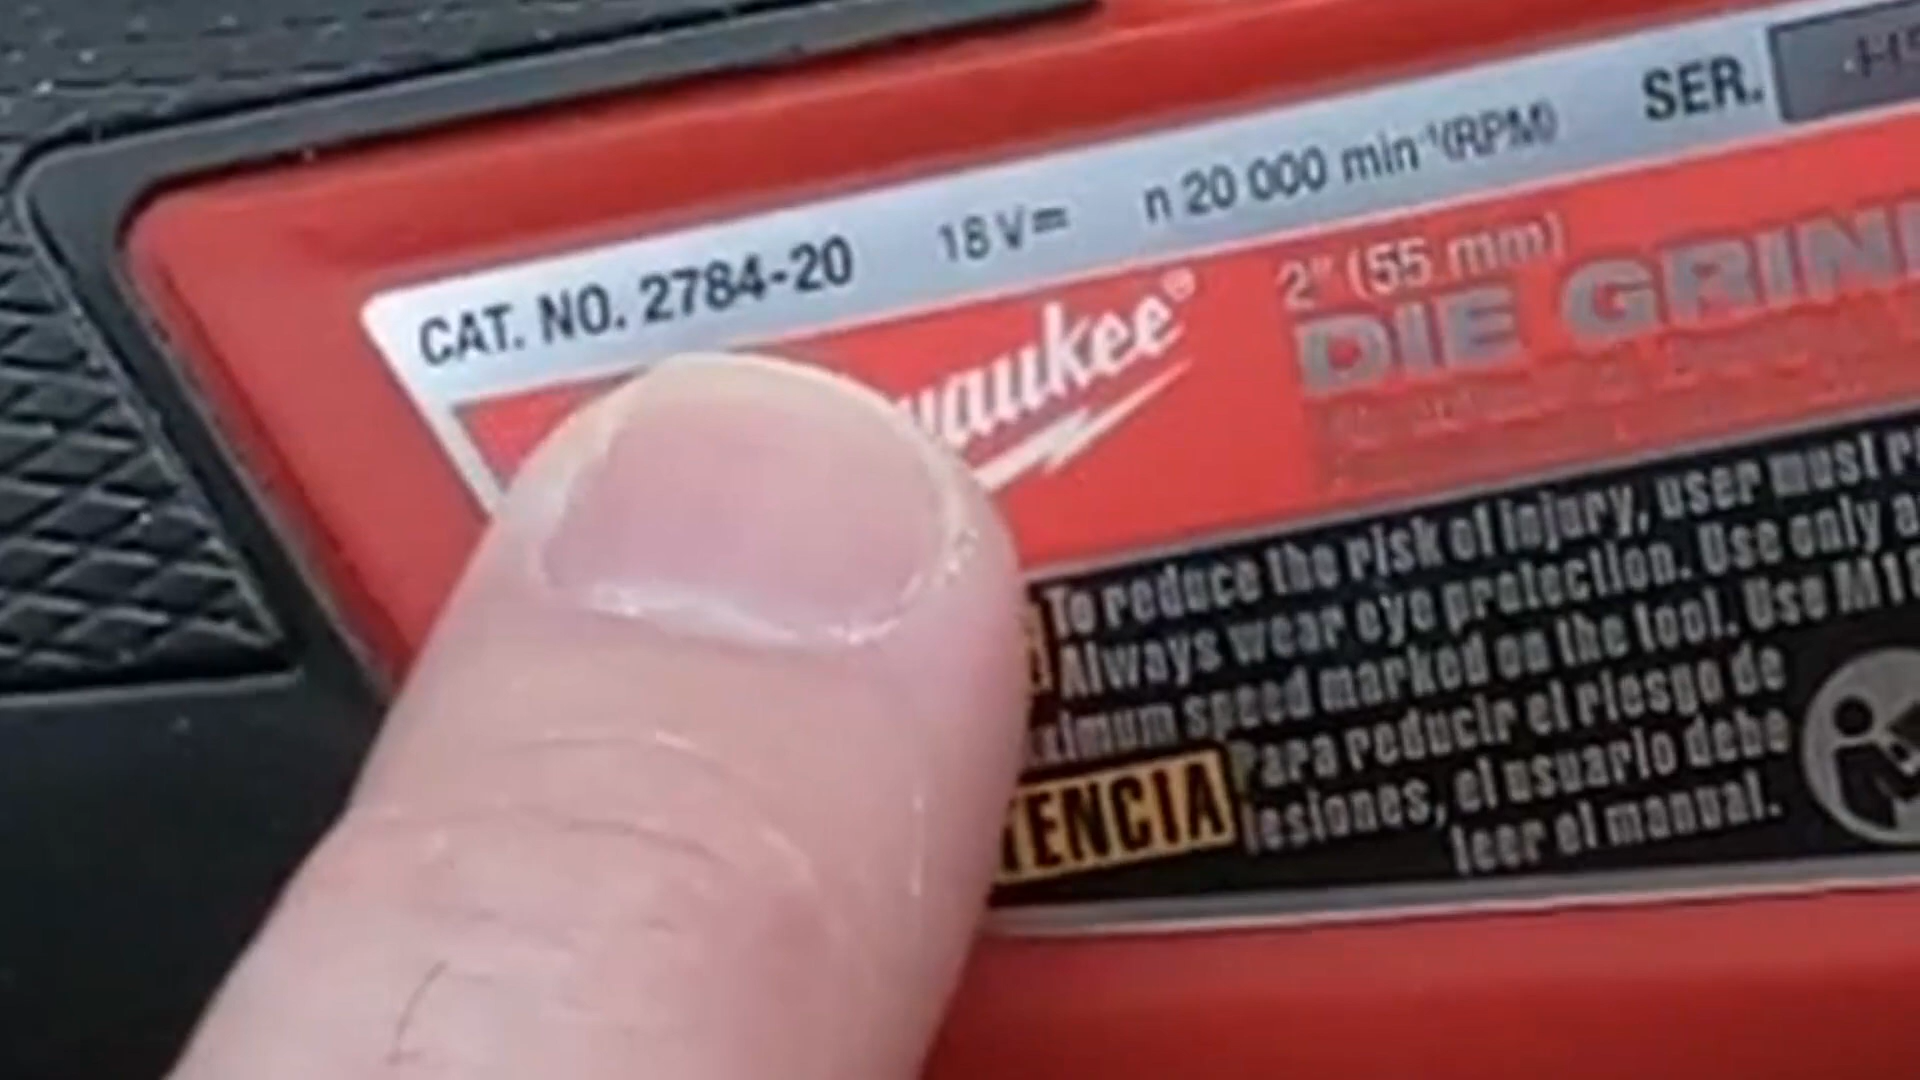 CAT. NO. 2784-20 18 V⎓ n 20 000 min⁻¹(RPM) SER.
waukee®
2" (55 mm)
DIE GRIN
To reduce the risk of injury, user must r
Always wear eye protection. Use only a
ximum speed marked on the tool. Use M18
TENCIA
Para reducir el riesgo de
lesiones, el usuario debe
leer el manual.